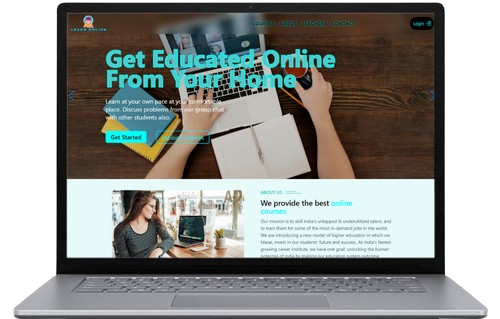 LEARN ONLINE
COURSES ABOUT TEACHERS CONTACT
Login
Get Educated Online
From Your Home
Learn at your own pace at your comfortable
place. Discuss problems from our group chat
with other students also.
Get Started
ABOUT US
We provide the best online
courses
Our mission is to skill India's untapped & underutilized talent, and
to train them for some of the most in-demand jobs in the world.
We are introducing a new model of higher education in which we,
Masai, invest in our students' future and success. As India's fastest
growing career institute, we have one goal: unlocking the human
potential of India by making our education system outcome